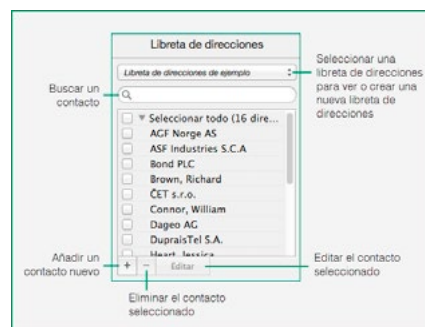 Libreta de direcciones
Libreta de direcciones de ejemplo
Seleccionar una
libreta de direcciones
para ver o crear una
nueva libreta de
direcciones
Buscar un
contacto
Seleccionar todo (16 dire...
AGF Norge AS
ASF Industries S.C.A
Bond PLC
Brown, Richard
ČET s.r.o.
Connor, William
Dageo AG
DupraisTel S.A.
Heart, Jessica
Añadir un
contacto nuevo
+ − Editar
Editar el contacto
seleccionado
Eliminar el contacto
seleccionado